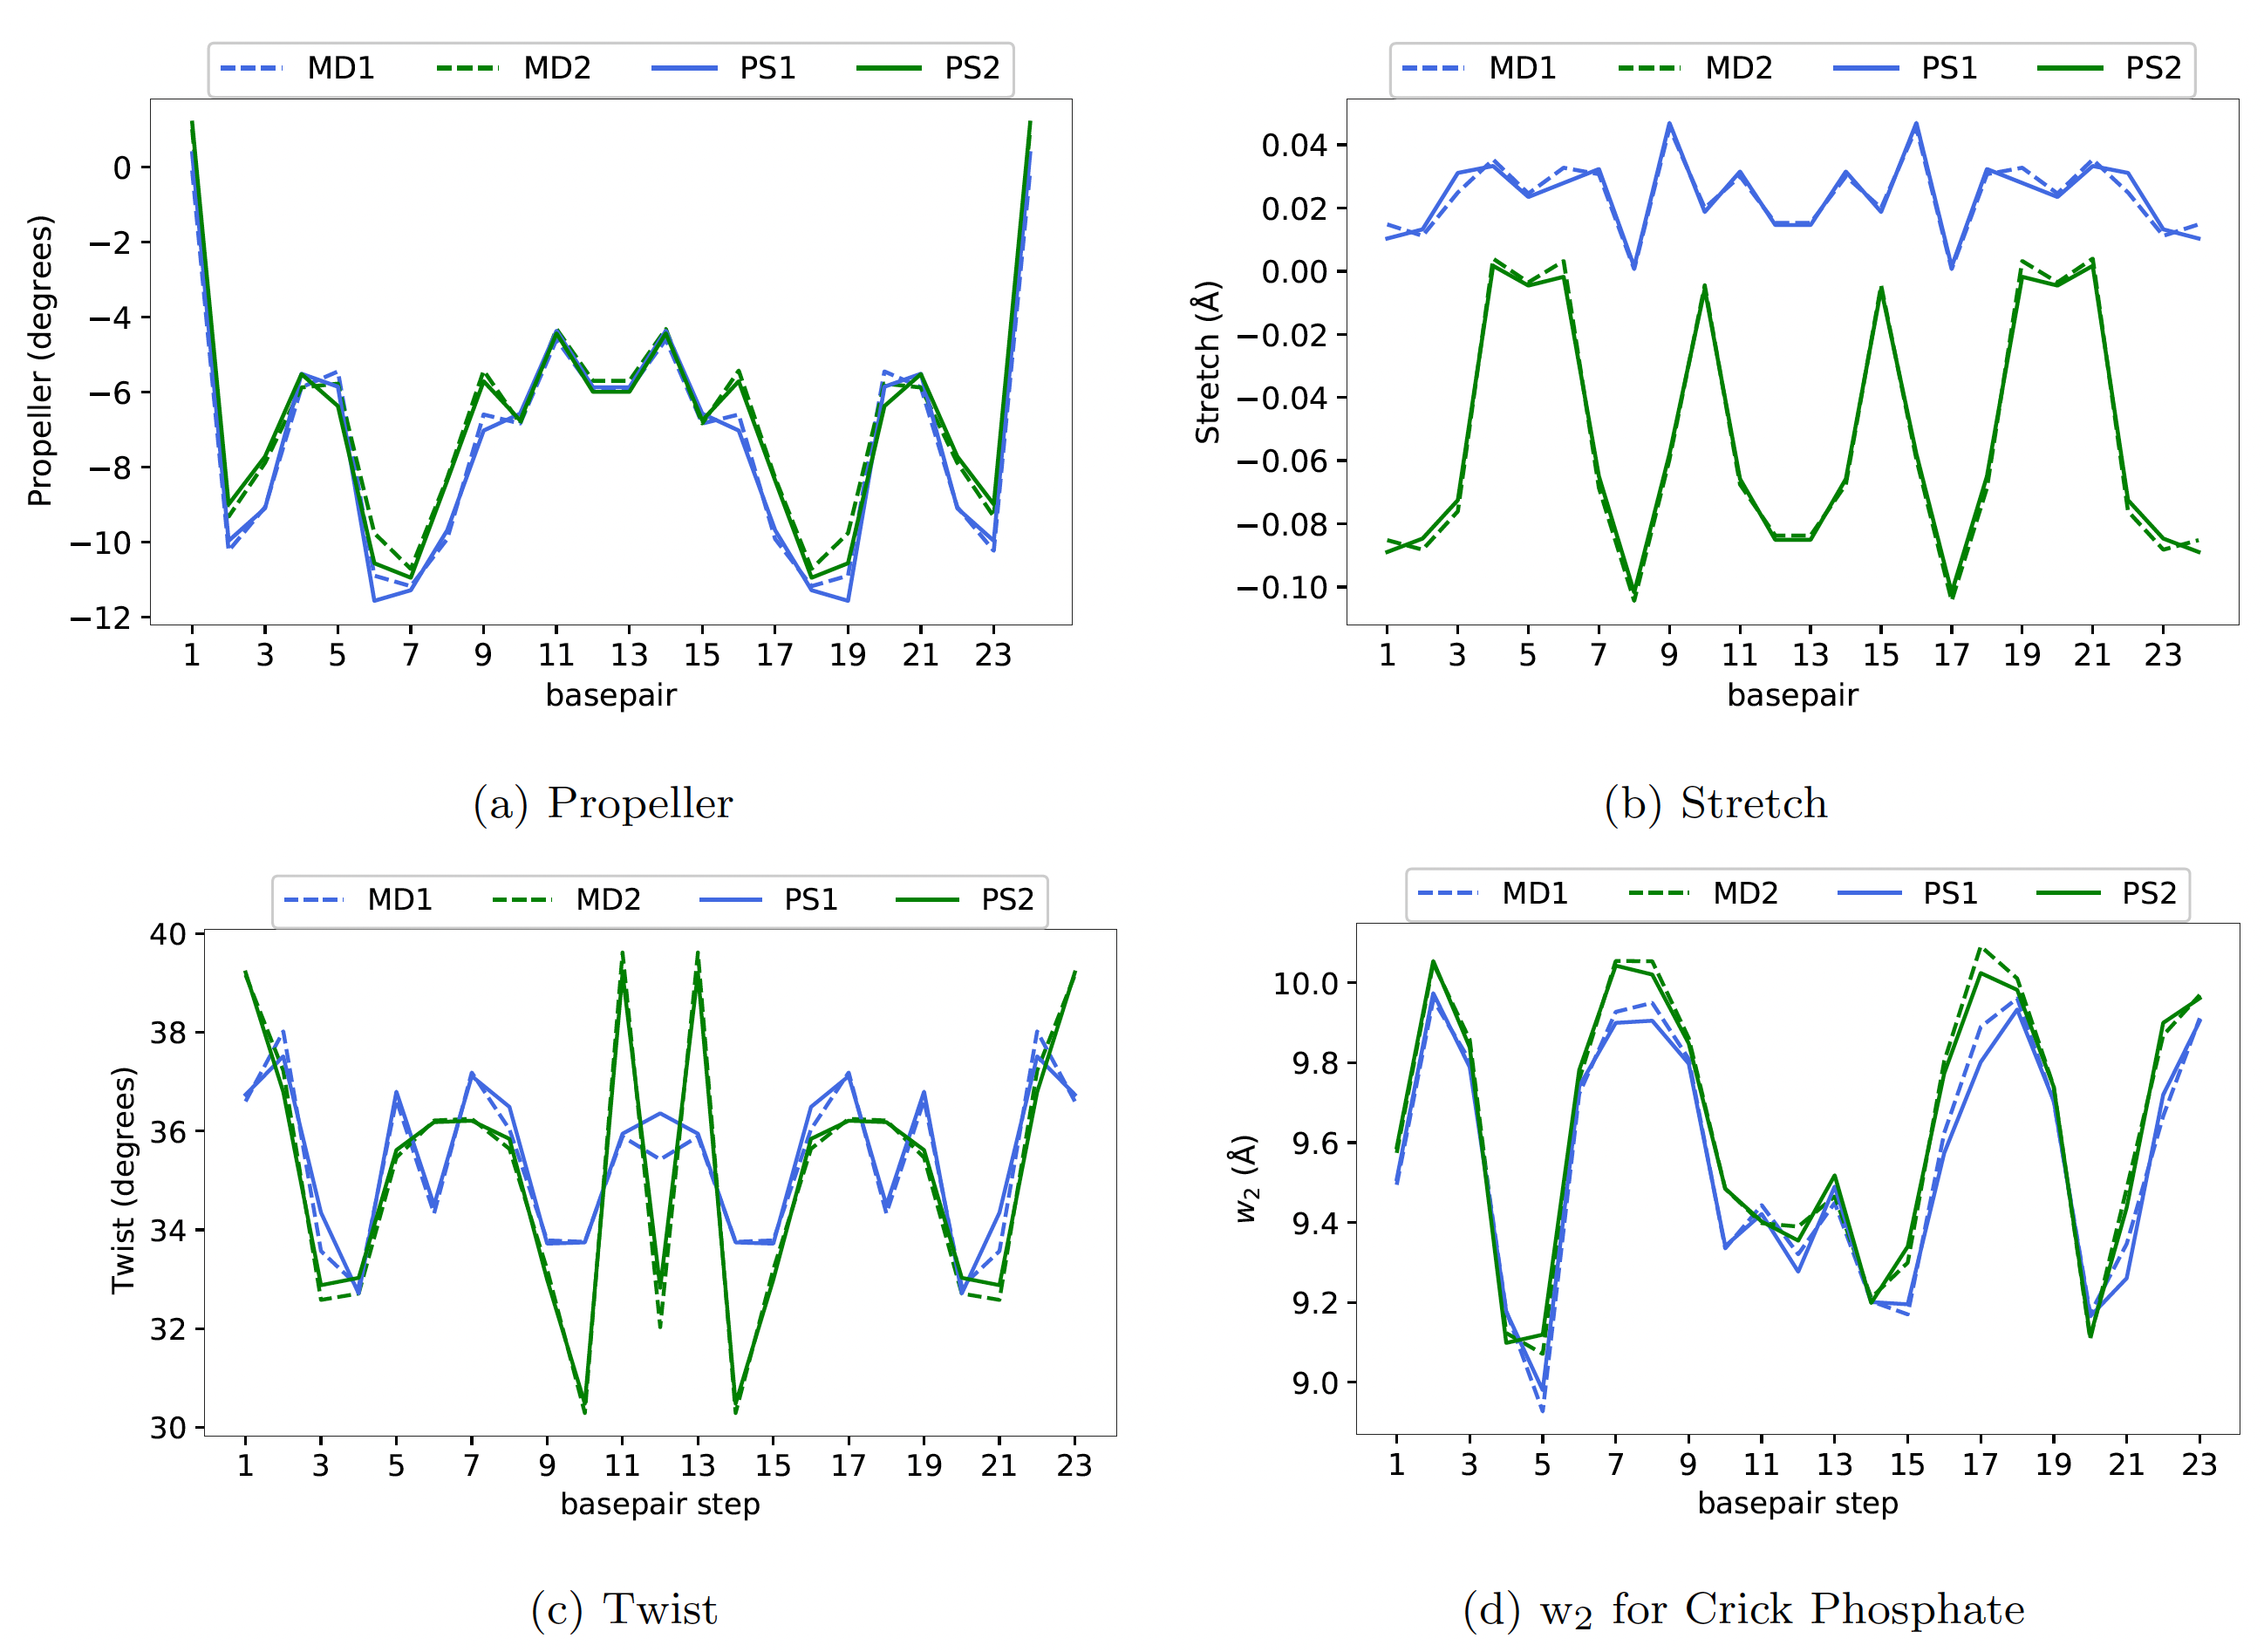 MD1 MD2 PS1 PS2
Propeller (degrees)
0
−2
−4
−6
−8
−10
−12
1 3 5 7 9 11 13 15 17 19 21 23
basepair
(a) Propeller
MD1 MD2 PS1 PS2
Stretch (Å)
0.04
0.02
0.00
−0.02
−0.04
−0.06
−0.08
−0.10
1 3 5 7 9 11 13 15 17 19 21 23
basepair
(b) Stretch
MD1 MD2 PS1 PS2
Twist (degrees)
40
38
36
34
32
30
1 3 5 7 9 11 13 15 17 19 21 23
basepair step
(c) Twist
MD1 MD2 PS1 PS2
w₂ (Å)
10.0
9.8
9.6
9.4
9.2
9.0
1 3 5 7 9 11 13 15 17 19 21 23
basepair step
(d) w₂ for Crick Phosphate